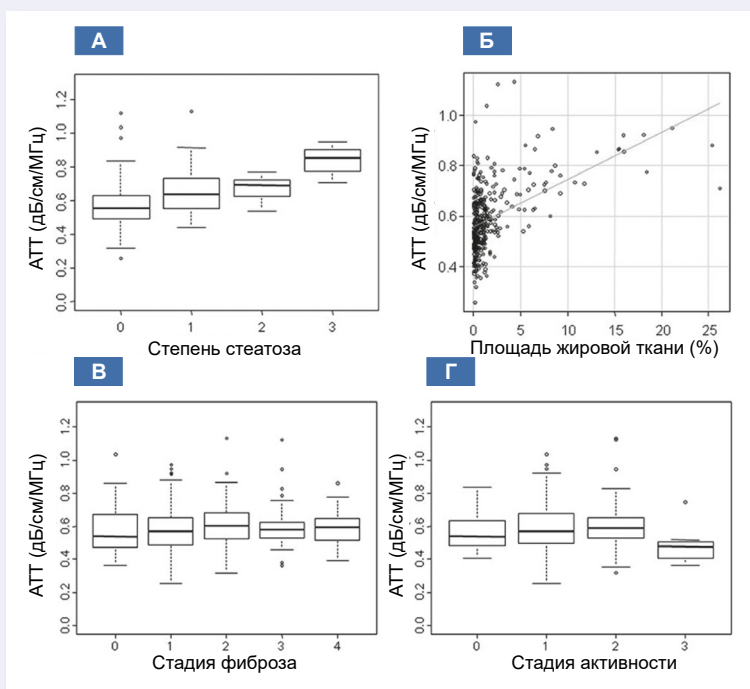 А
АТТ (дБ/см/МГц)
0.0 0.2 0.4 0.6 0.8 1.0 1.2
0 1 2 3
Степень стеатоза
Б
АТТ (дБ/см/МГц)
0.4 0.6 0.8 1.0
0 5 10 15 20 25
Площадь жировой ткани (%)
В
АТТ (дБ/см/МГц)
0.0 0.2 0.4 0.6 0.8 1.0 1.2
0 1 2 3 4
Стадия фиброза
Г
АТТ (дБ/см/МГц)
0.0 0.2 0.4 0.6 0.8 1.0 1.2
0 1 2 3
Стадия активности